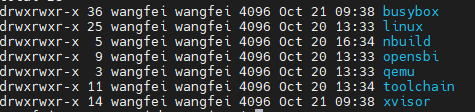 drwxrwxr-x 36 wangfei wangfei 4096 Oct 21 09:38 busybox
drwxrwxr-x 25 wangfei wangfei 4096 Oct 20 13:33 linux
drwxrwxr-x  5 wangfei wangfei 4096 Oct 20 16:34 nbuild
drwxrwxr-x  9 wangfei wangfei 4096 Oct 20 13:33 opensbi
drwxrwxr-x  3 wangfei wangfei 4096 Oct 20 13:33 qemu
drwxrwxr-x 11 wangfei wangfei 4096 Oct 20 13:34 toolchain
drwxrwxr-x 14 wangfei wangfei 4096 Oct 21 09:38 xvisor